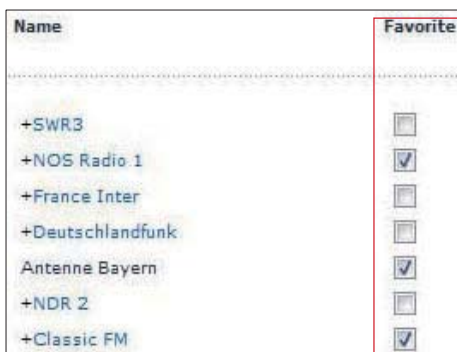 Name Favorite
+SWR3
+NOS Radio 1
+France Inter
+Deutschlandfunk
Antenne Bayern
+NDR 2
+Classic FM